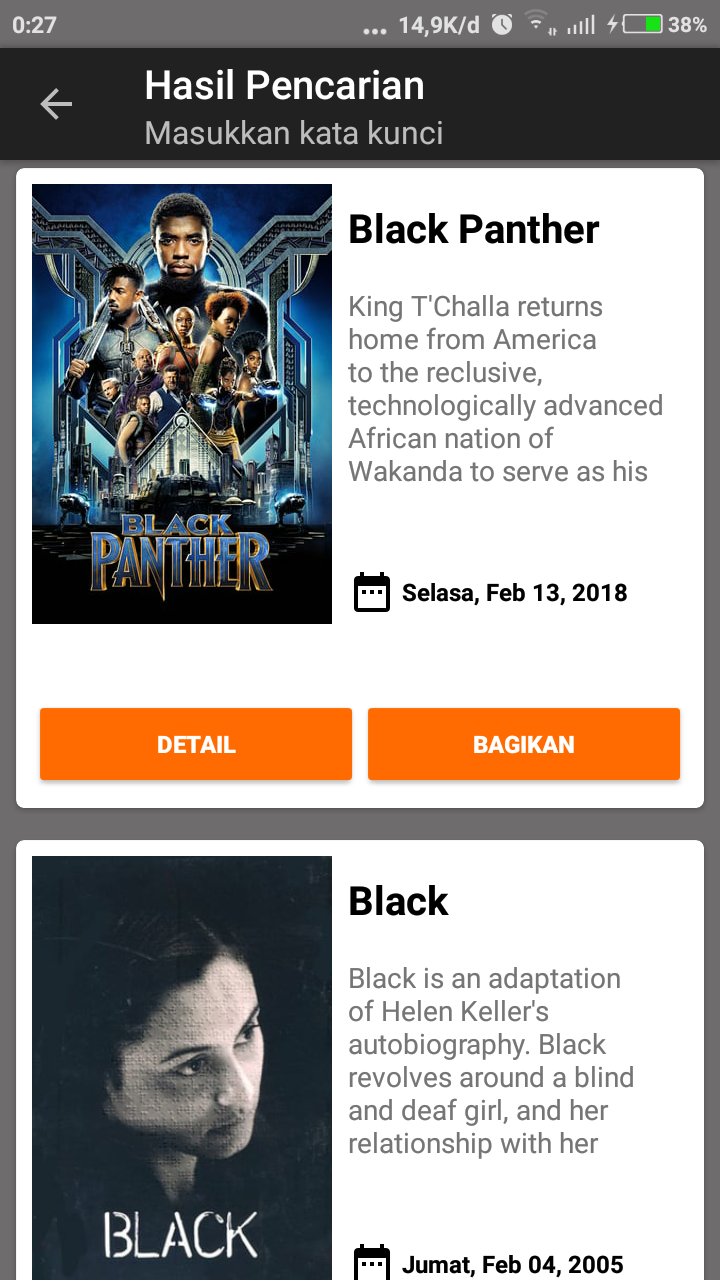 0:27 ... 14,9K/d 38%
Hasil Pencarian
Masukkan kata kunci
Black Panther
King T'Challa returns
home from America
to the reclusive,
technologically advanced
African nation of
Wakanda to serve as his
BLACK
PANTHER
Selasa, Feb 13, 2018
DETAIL BAGIKAN
Black
Black is an adaptation
of Helen Keller's
autobiography. Black
revolves around a blind
and deaf girl, and her
relationship with her
BLACK
Jumat, Feb 04, 2005